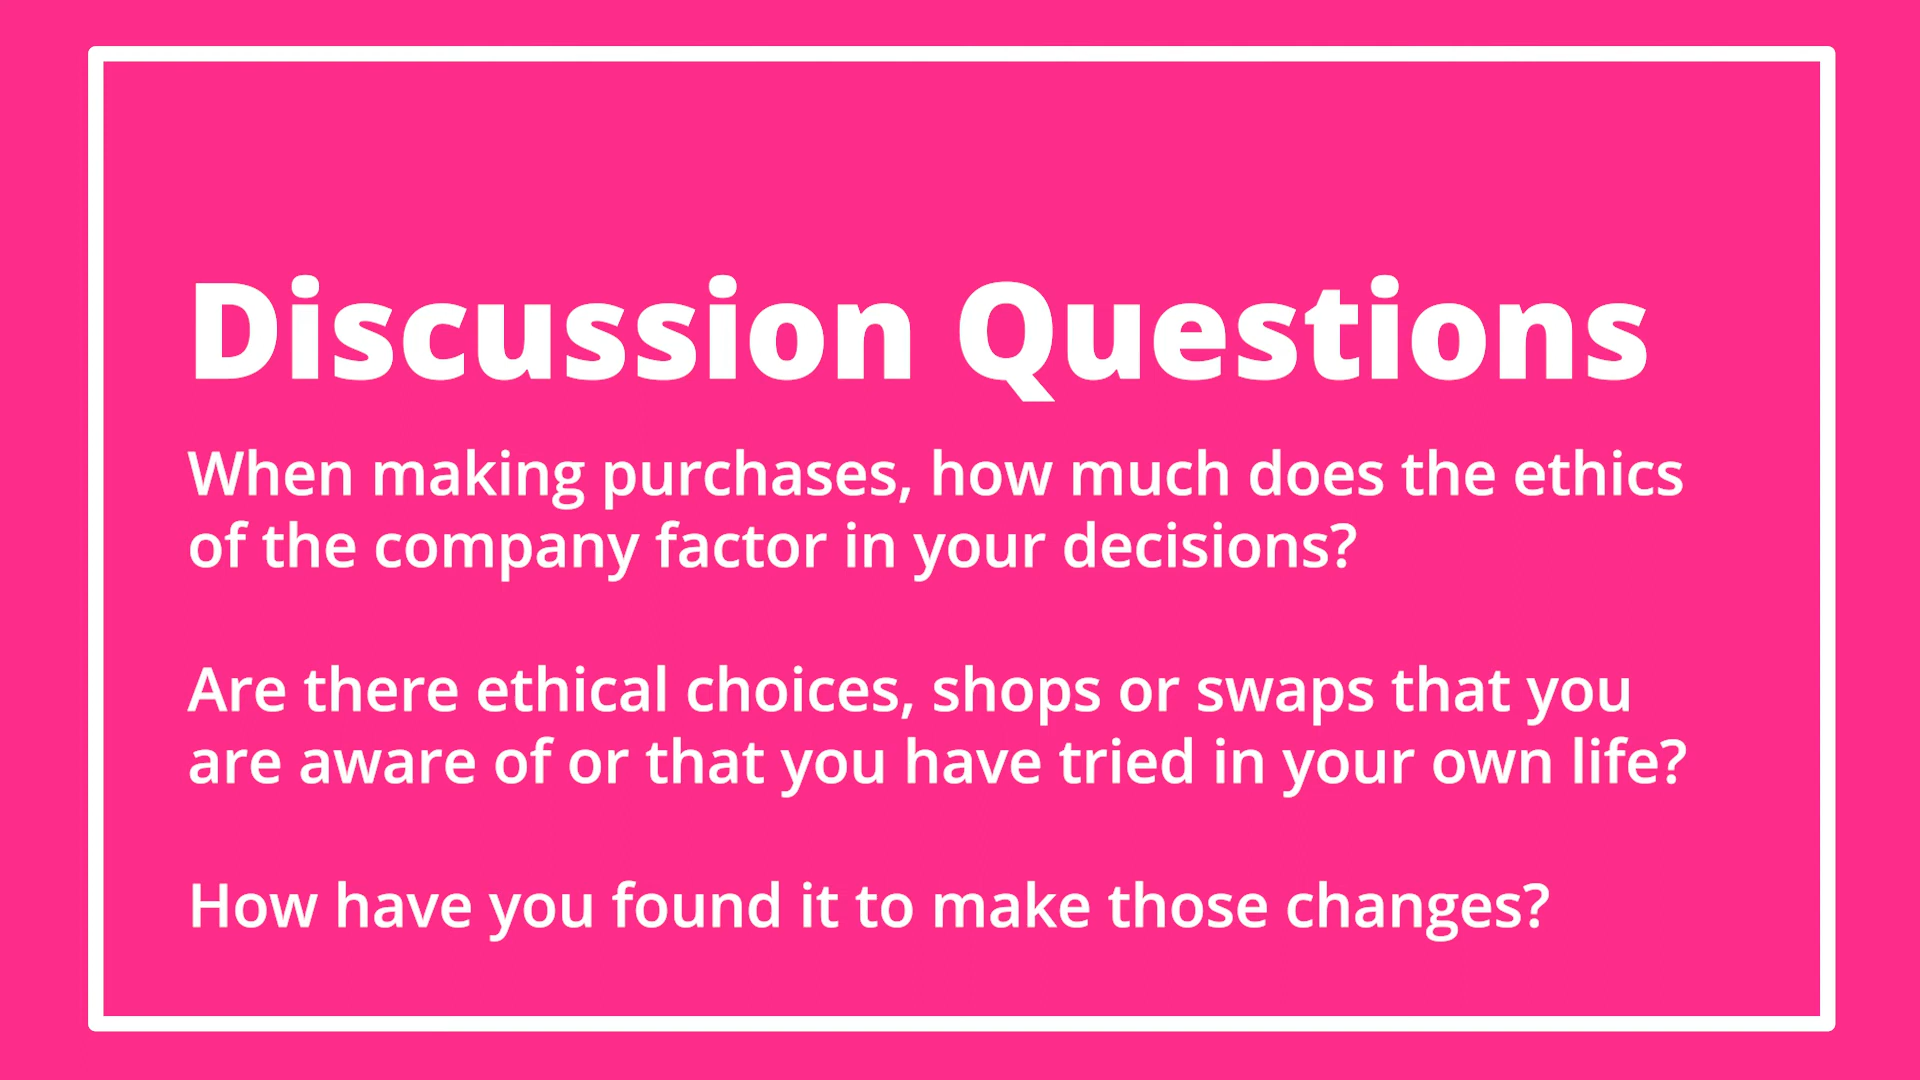 Discussion Questions
When making purchases, how much does the ethics
of the company factor in your decisions?
Are there ethical choices, shops or swaps that you
are aware of or that you have tried in your own life?
How have you found it to make those changes?